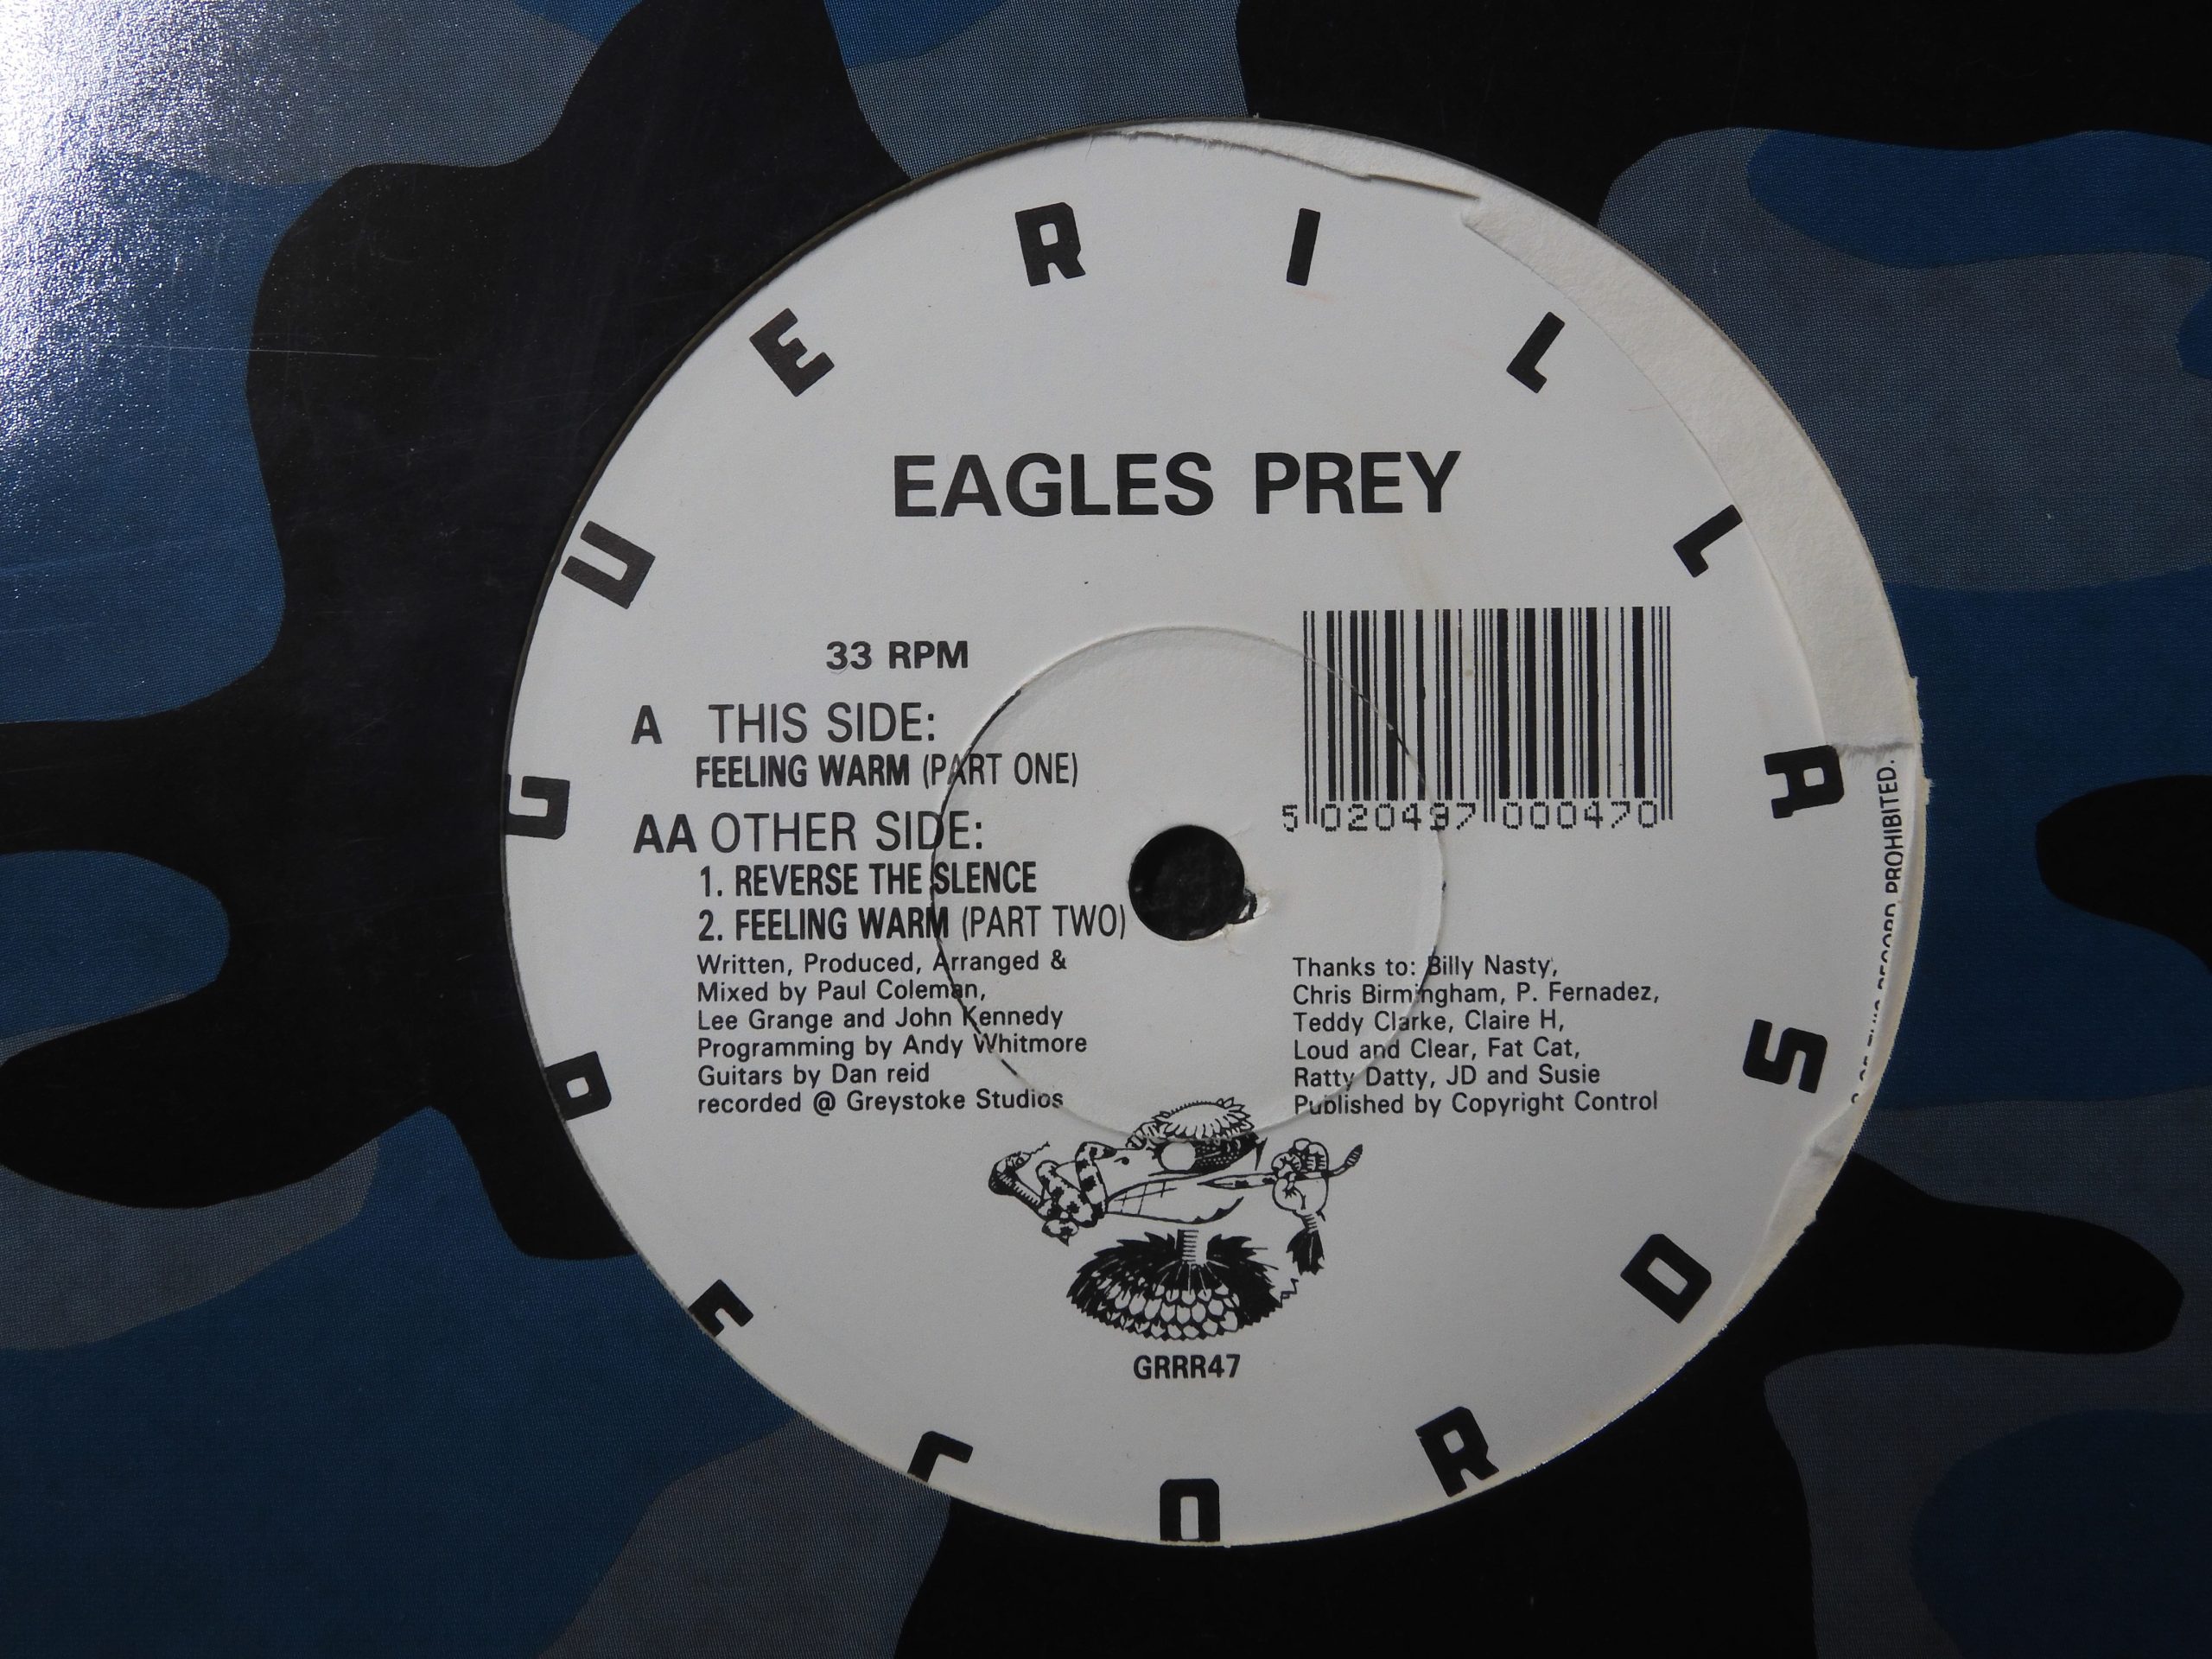 GUERILLA
RECORDS
EAGLES PREY
33 RPM
A THIS SIDE:
FEELING WARM (PART ONE)
AA OTHER SIDE:
1. REVERSE THE SLENCE
2. FEELING WARM (PART TWO)
Written, Produced, Arranged &
Mixed by Paul Coleman,
Lee Grange and John Kennedy
Programming by Andy Whitmore
Guitars by Dan reid
recorded @ Greystoke Studios
5 020497 000470
Thanks to: Billy Nasty,
Chris Birmingham, P. Fernadez,
Teddy Clarke, Claire H,
Loud and Clear, Fat Cat,
Ratty Datty, JD and Susie
Published by Copyright Control
GRRR47
RECORD PROHIBITED.